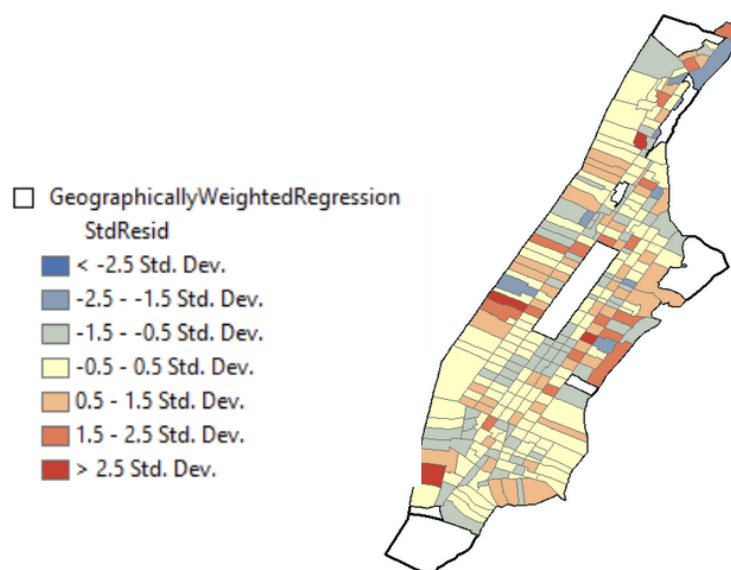 GeographicallyWeightedRegression
StdResid
< -2.5 Std. Dev.
-2.5 - -1.5 Std. Dev.
-1.5 - -0.5 Std. Dev.
-0.5 - 0.5 Std. Dev.
0.5 - 1.5 Std. Dev.
1.5 - 2.5 Std. Dev.
> 2.5 Std. Dev.